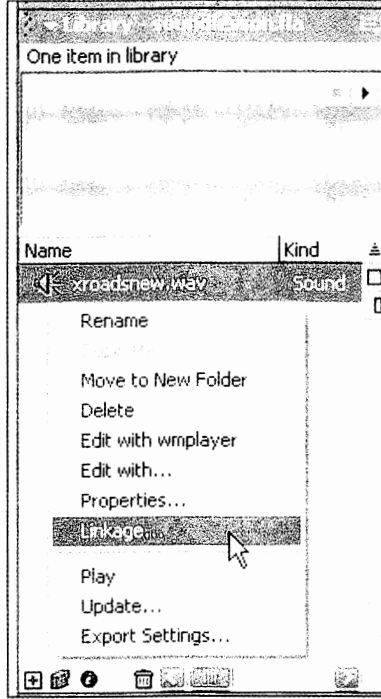 Library
One item in library
Name Kind
xroadsnew.wav Sound
Rename
Move to New Folder
Delete
Edit with wmplayer
Edit with...
Properties...
Linkage...
Play
Update...
Export Settings...